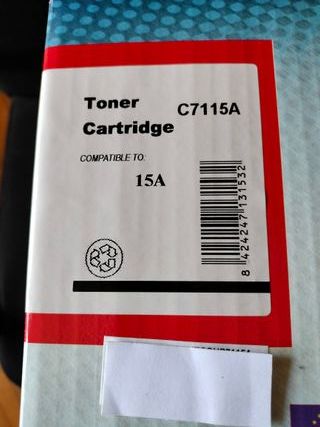 Toner
Cartridge
C7115A
COMPATIBLE TO:
15A
8 424247 131532